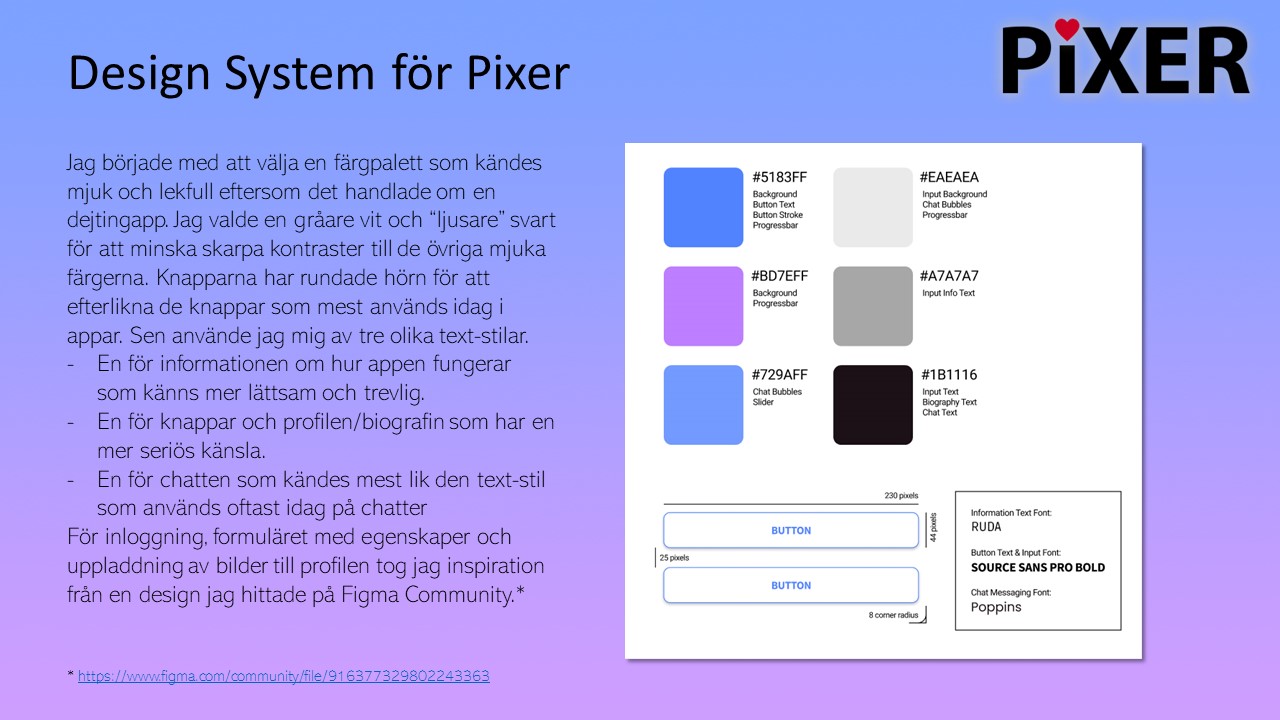 Design System för Pixer
PiXER
Jag började med att välja en färgpalett som kändes
mjuk och lekfull eftersom det handlade om en
dejtingapp. Jag valde en gråare vit och “ljusare” svart
för att minska skarpa kontraster till de övriga mjuka
färgerna. Knapparna har rundade hörn för att
efterlikna de knappar som mest används idag i
appar. Sen använde jag mig av tre olika text-stilar.
- En för informationen om hur appen fungerar
som känns mer lättsam och trevlig.
- En för knappar och profilen/biografin som har en
mer seriös känsla.
- En för chatten som kändes mest lik den text-stil
som används oftast idag på chatter
För inloggning, formuläret med egenskaper och
uppladdning av bilder till profilen tog jag inspiration
från en design jag hittade på Figma Community.*
* https://www.figma.com/community/file/916377329802243363
#5183FF
Background
Button Text
Button Stroke
Progressbar
#EAEAEA
Input Background
Chat Bubbles
Progressbar
#BD7EFF
Background
Progressbar
#A7A7A7
Input Info Text
#729AFF
Chat Bubbles
Slider
#1B1116
Input Text
Biography Text
Chat Text
230 pixels
BUTTON
44 pixels
25 pixels
BUTTON
8 corner radius
Information Text Font:
RUDA
Button Text & Input Font:
SOURCE SANS PRO BOLD
Chat Messaging Font:
Poppins